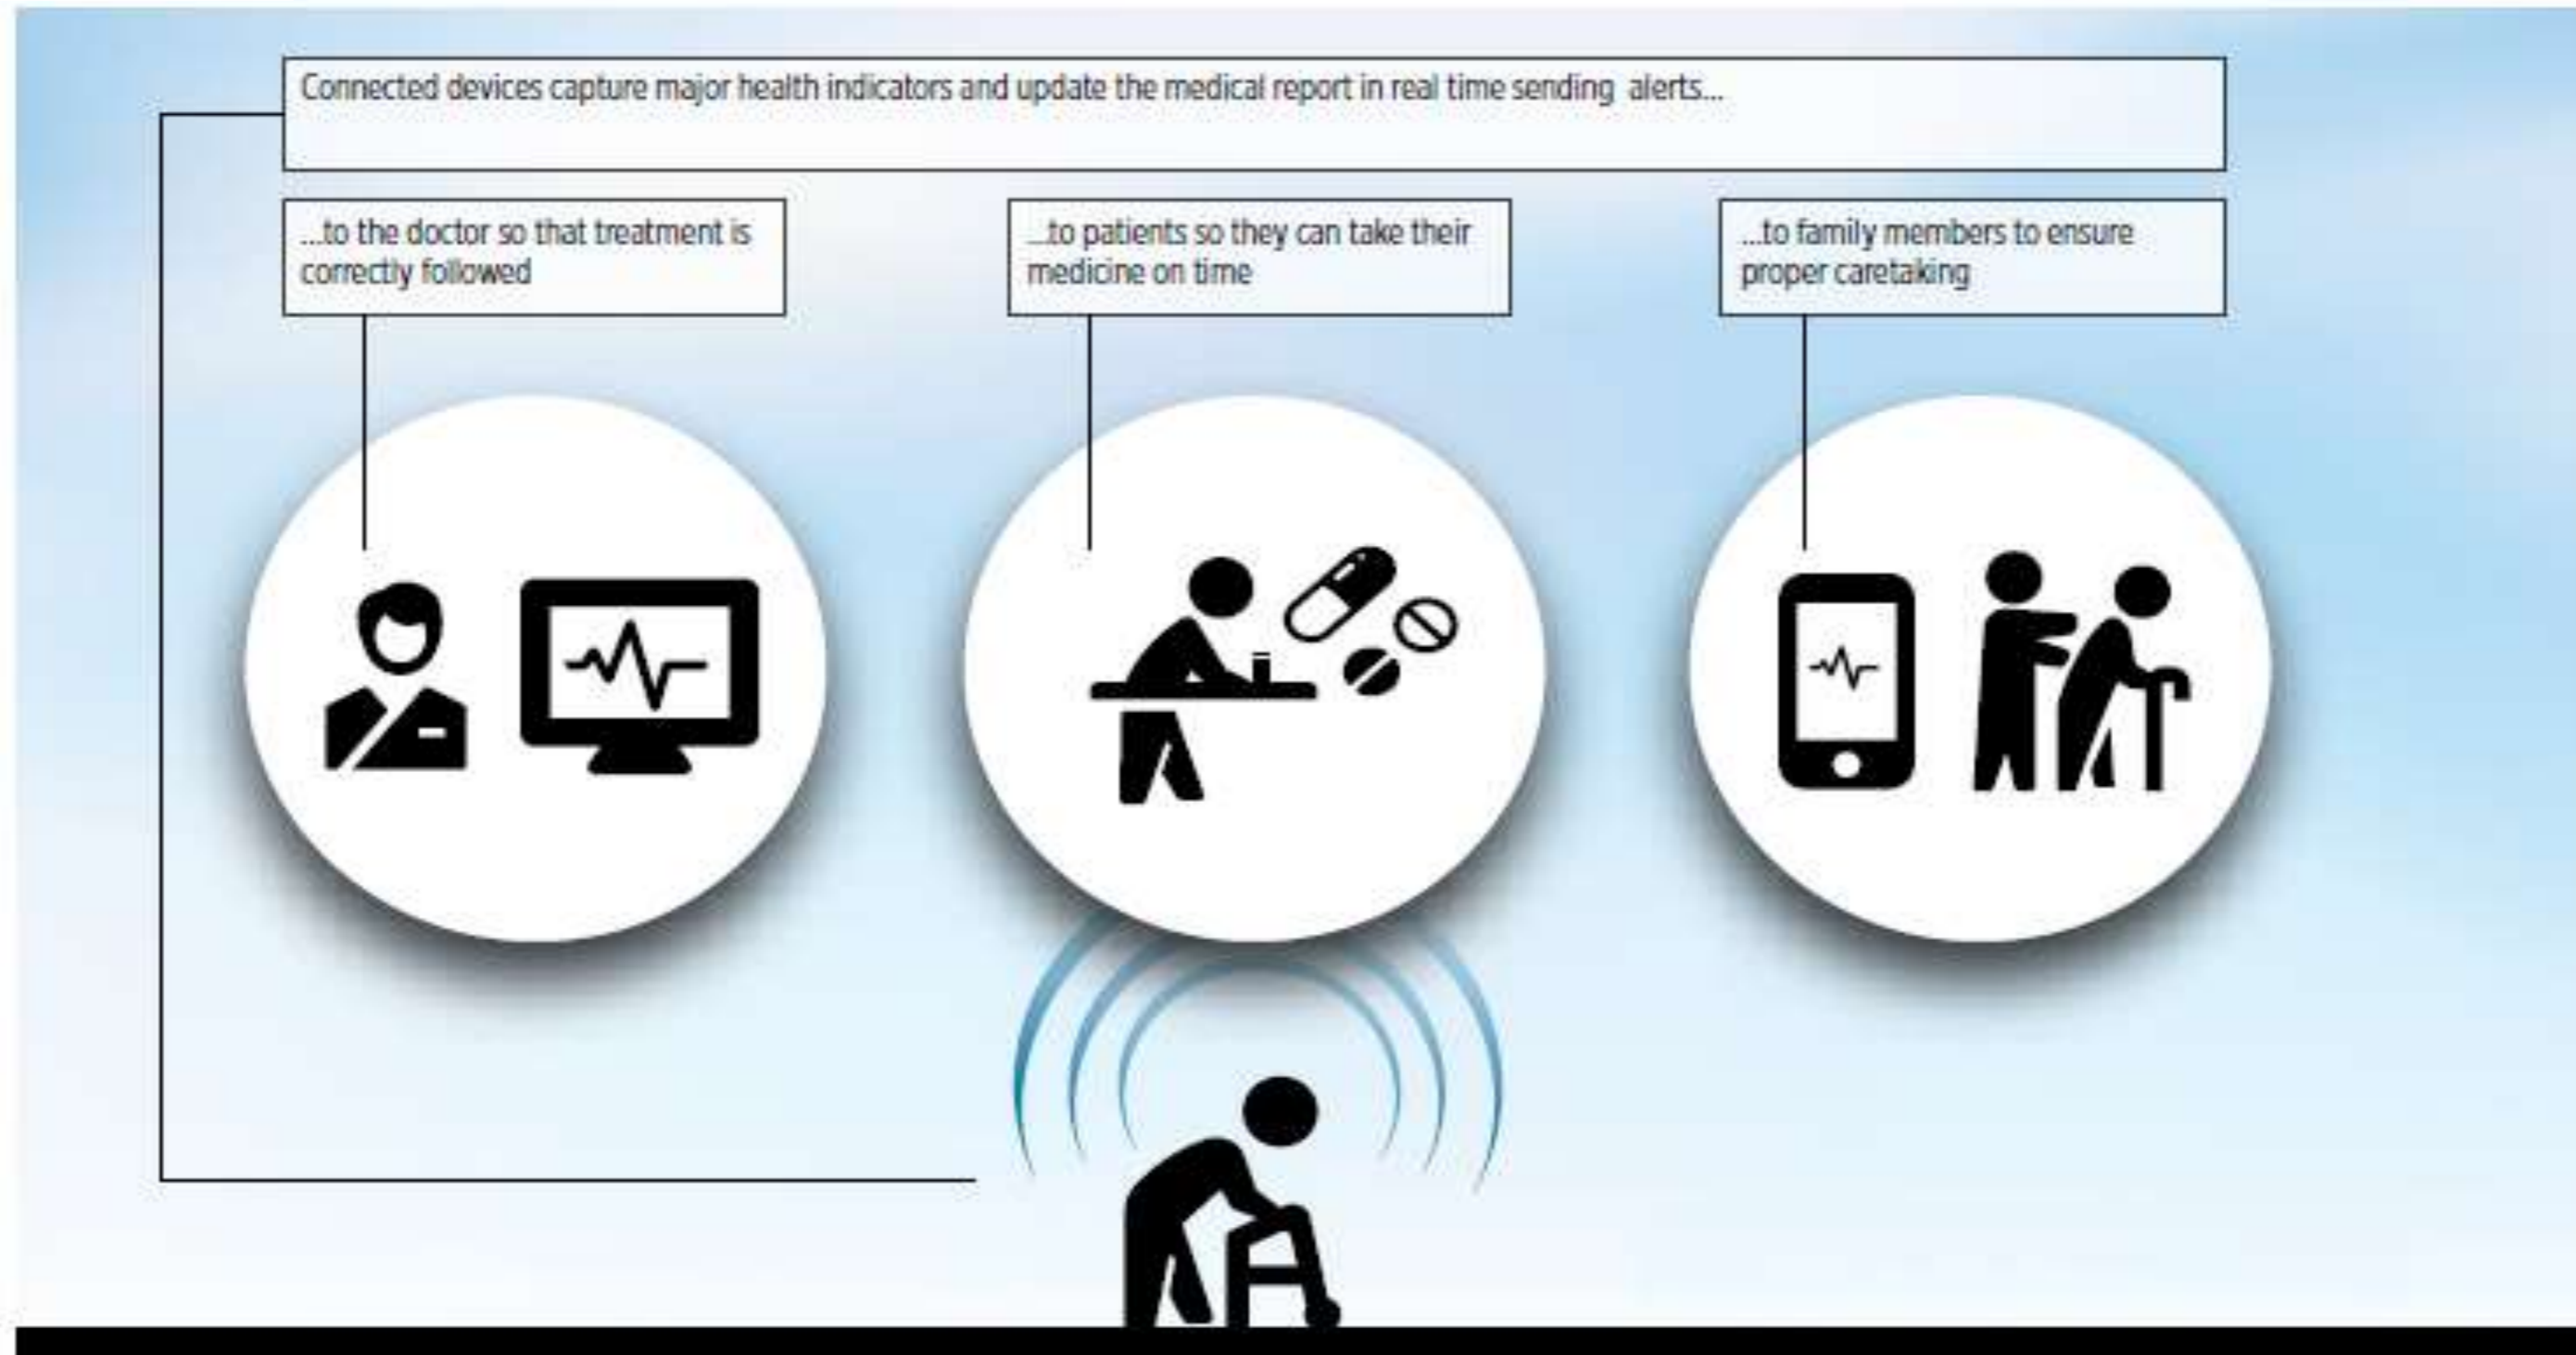 Connected devices capture major health indicators and update the medical report in real time sending alerts...
...to the doctor so that treatment is
correctly followed
...to patients so they can take their
medicine on time
...to family members to ensure
proper caretaking